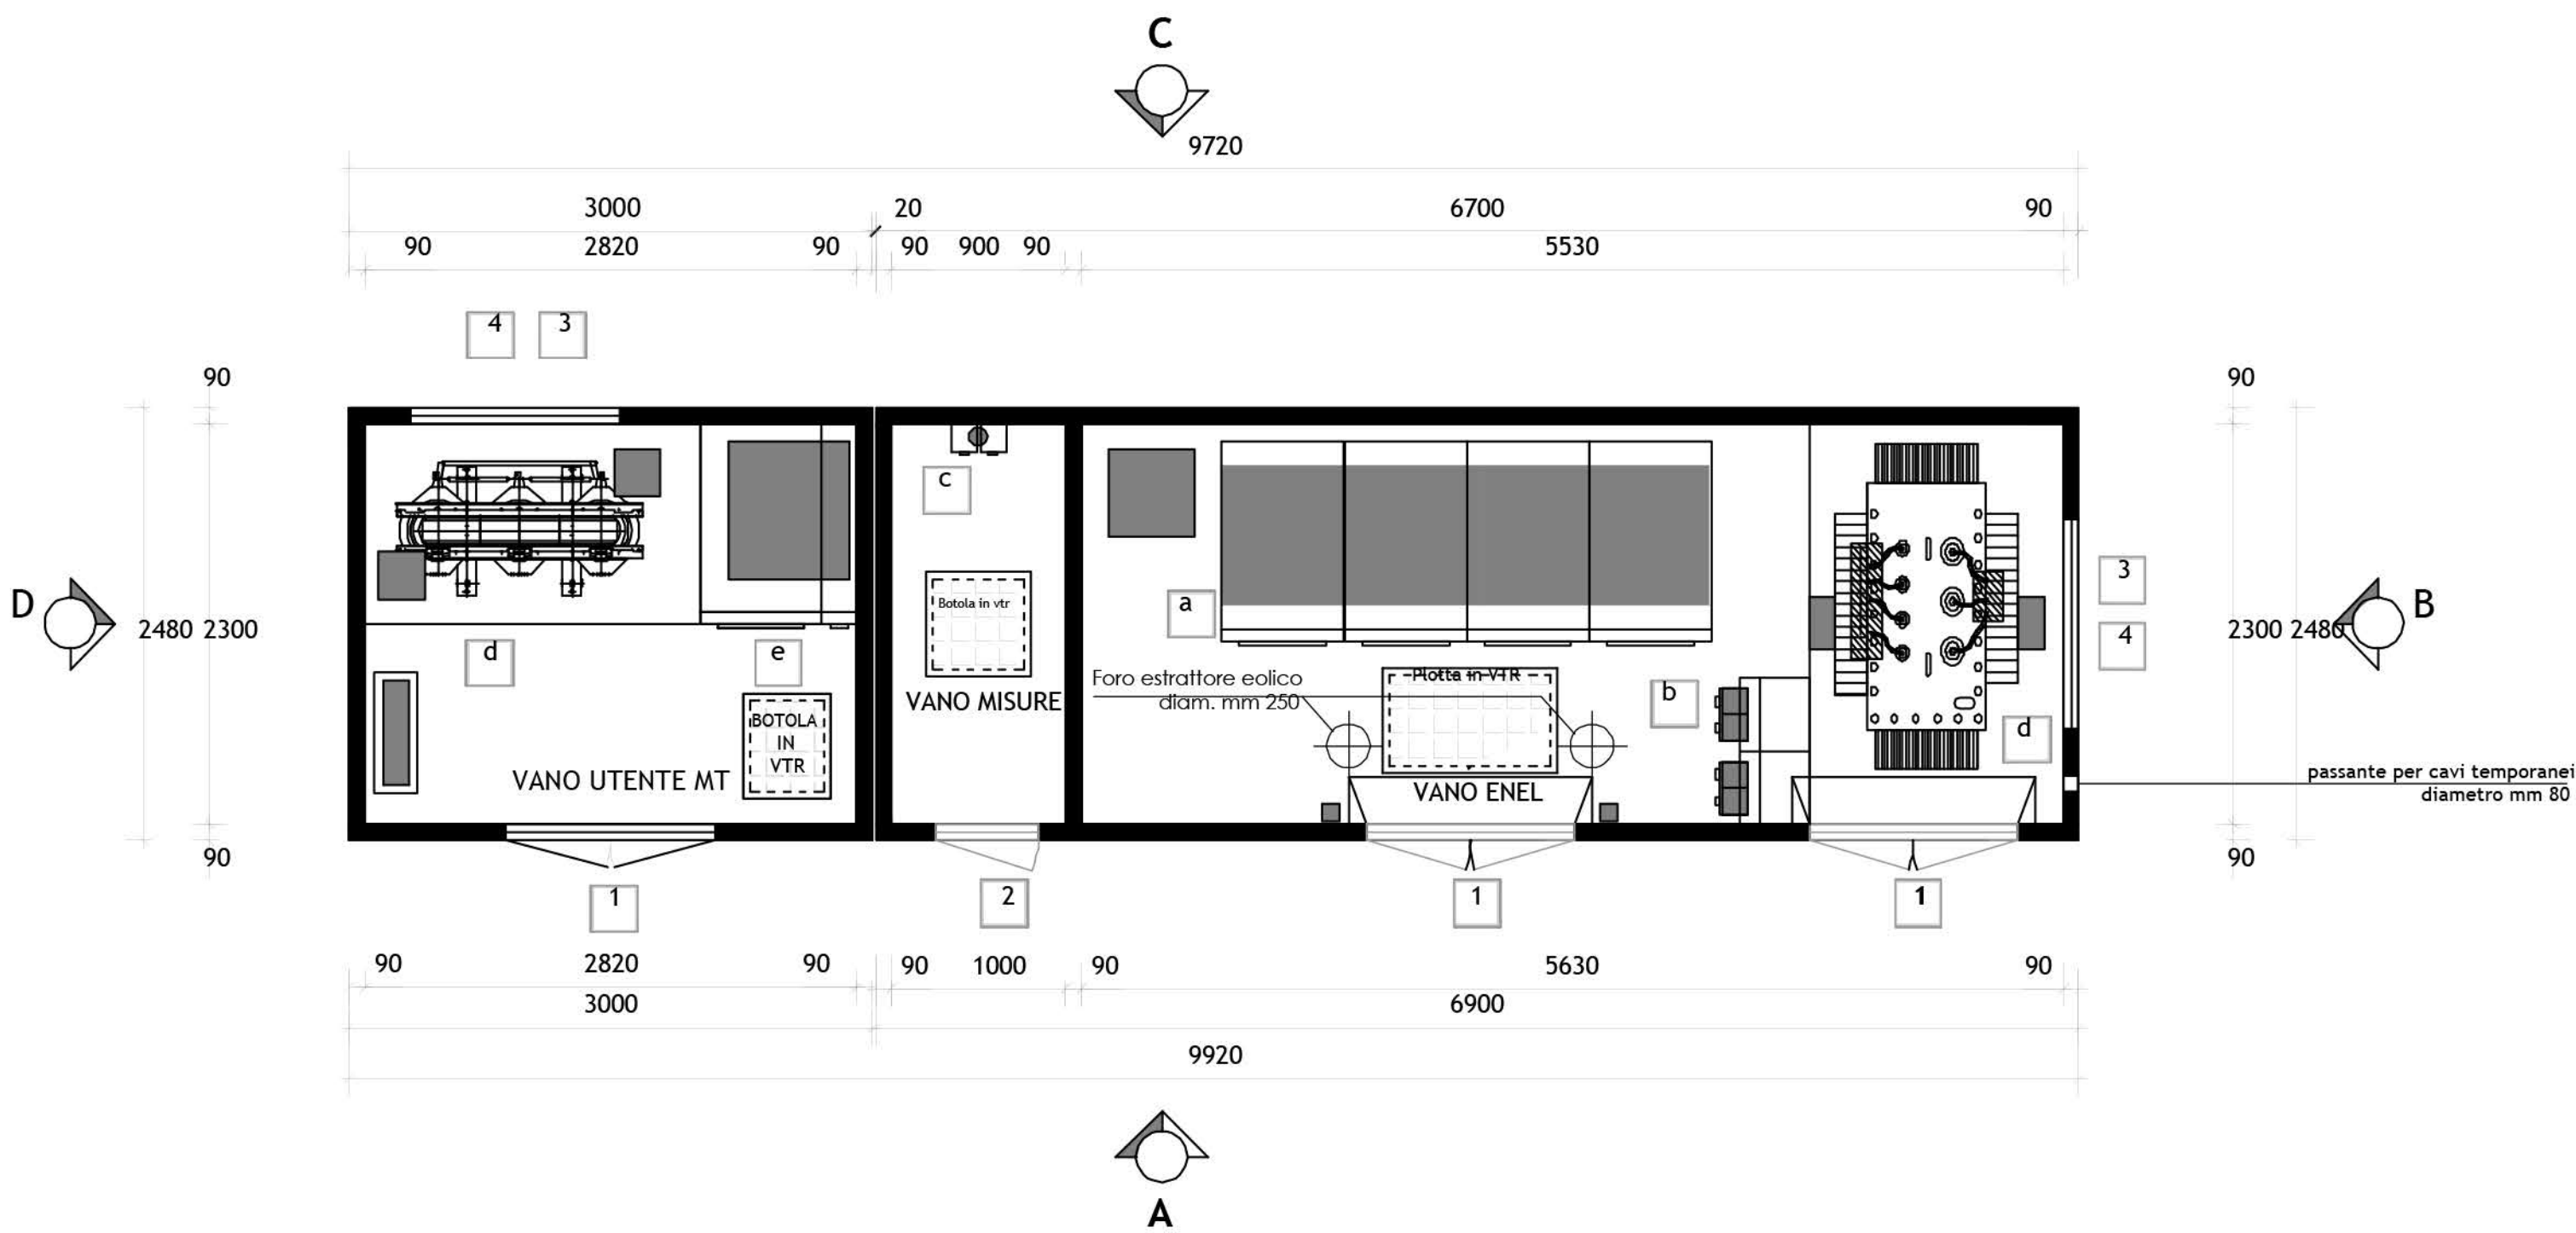 C
9720
3000 20 6700 90
90 2820 90 90 900 90 5530
4 3
90 90
c
Botola in vtr
a
3
D 2480 2300 2300 2480 B
4
d e
Foro estrattore eolico
diam. mm 250
Plotta in VTR
b
VANO MISURE
BOTOLA
IN
VTR
d
VANO UTENTE MT
VANO ENEL
passante per cavi temporanei
diametro mm 80
90 90
1 2 1 1
90 2820 90 90 1000 90 5630 90
3000 6900
9920
A